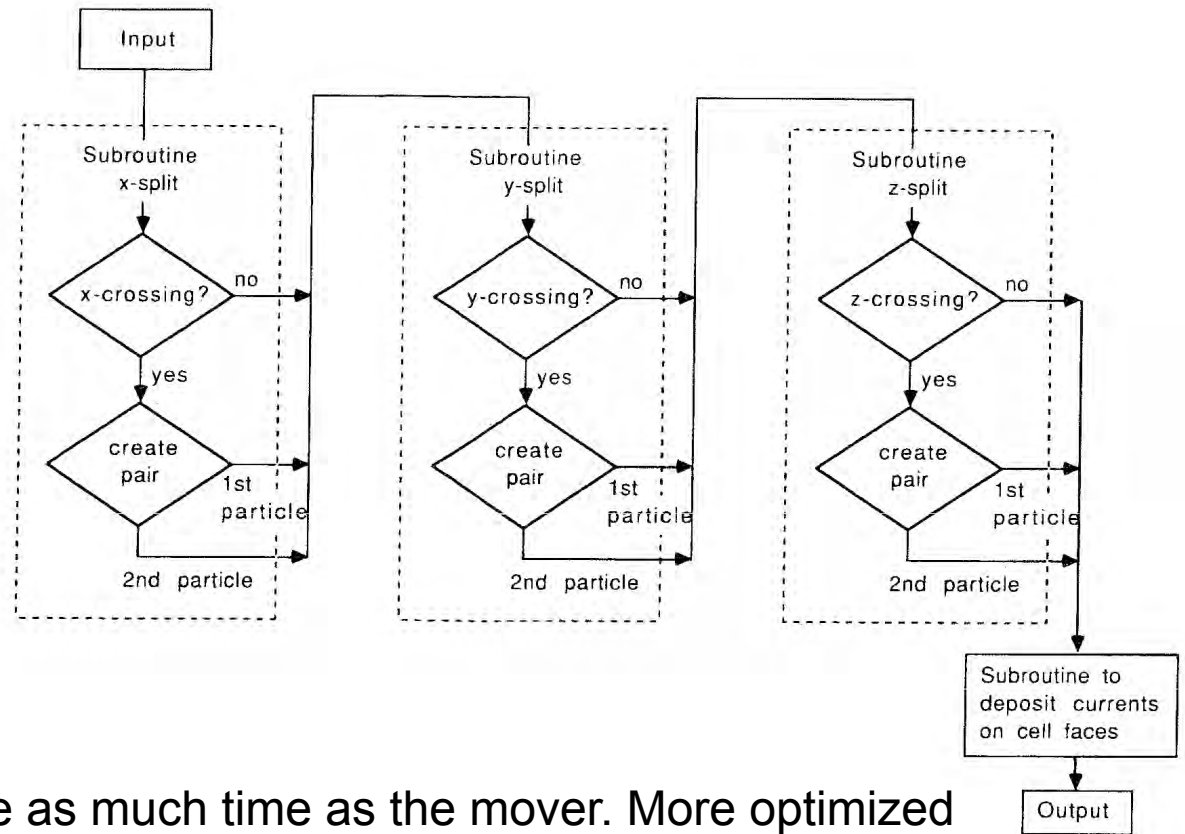 Input
Subroutine
x-split
x-crossing?
no
yes
create
pair
1st
particle
2nd particle
Subroutine
y-split
y-crossing?
no
yes
create
pair
1st
particle
2nd particle
Subroutine
z-split
z-crossing?
no
yes
create
pair
1st
particle
2nd particle
Subroutine to
deposit currents
on cell faces
Output
e as much time as the mover. More optimized